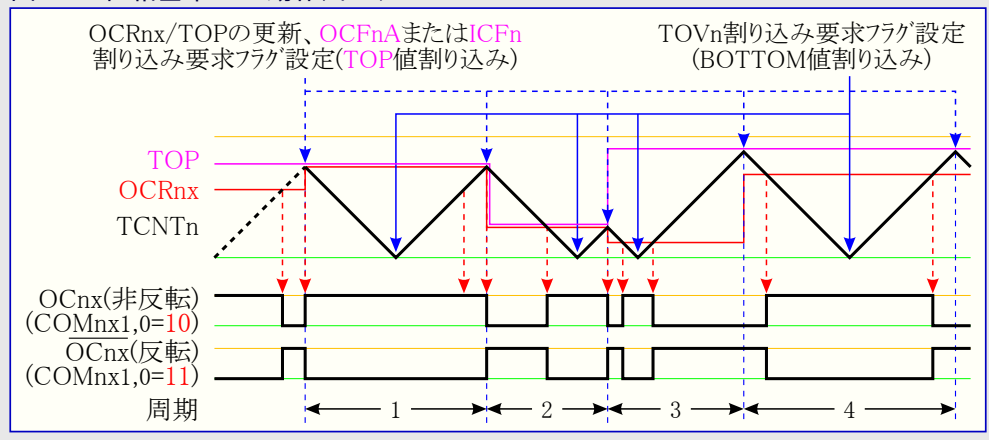 OCRnx/TOPの更新、OCFnAまたはICFn
割り込み要求フラグ設定(TOP値割り込み)
TOVn割り込み要求フラグ設定
(BOTTOM値割り込み)
TOP
OCRnx
TCNTn
OCnx(非反転)
(COMnx1,0=10)
OCnx(反転)
(COMnx1,0=11)
周期
1
2
3
4